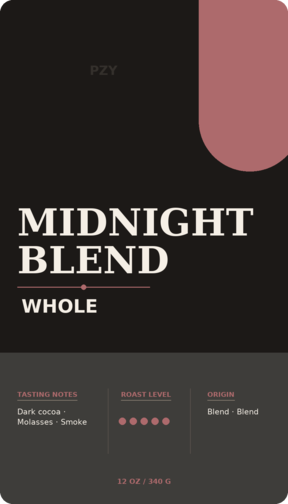 PZY
MIDNIGHT
BLEND
WHOLE
TASTING NOTES
Dark cocoa ·
Molasses · Smoke
ROAST LEVEL
ORIGIN
Blend · Blend
12 OZ / 340 G